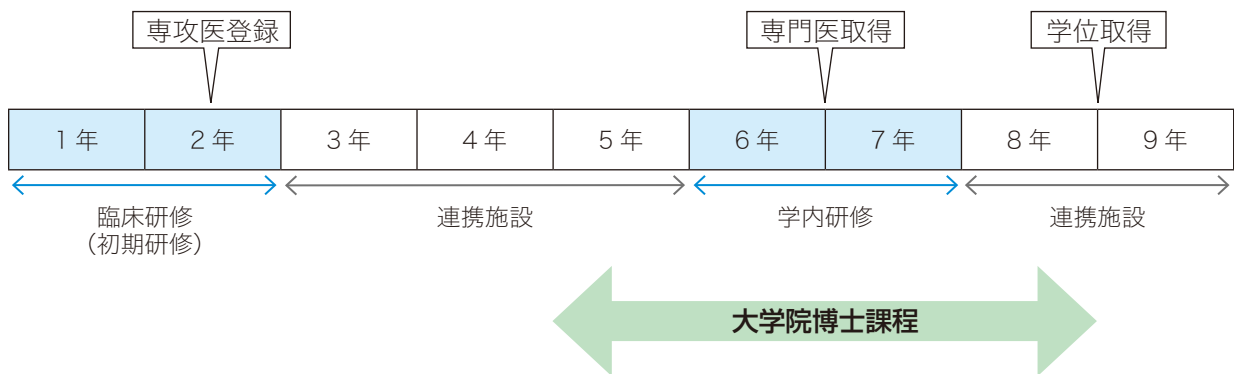 専攻医登録
専門医取得
学位取得
1年
2年
3年
4年
5年
6年
7年
8年
9年
臨床研修
(初期研修)
連携施設
学内研修
連携施設
大学院博士課程